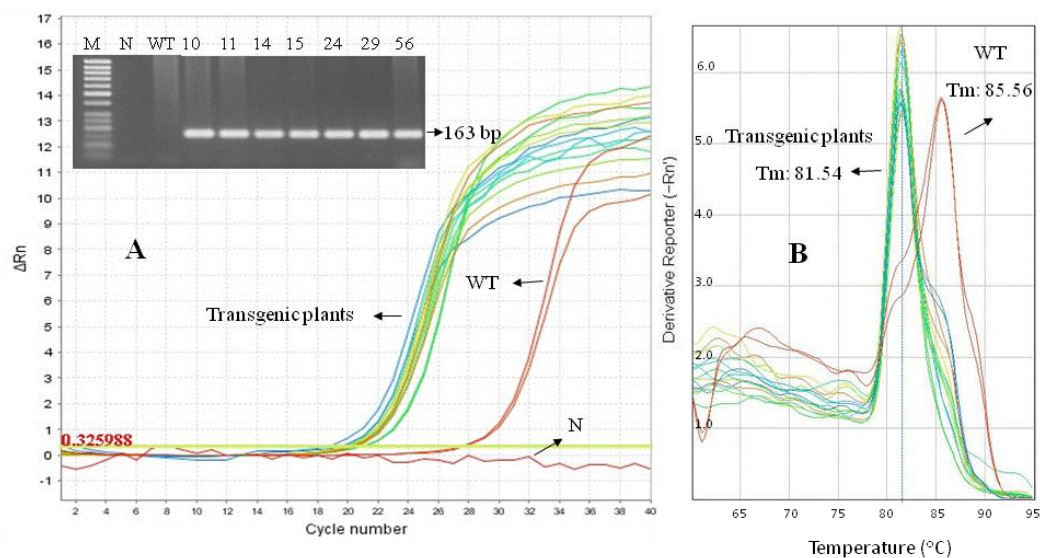 17
16
15
14
13
12
11
10
9
8
7
6
5
4
3
2
1
0
-1
M N WT 10 11 14 15 24 29 56
163 bp
A
ΔRn
WT
Transgenic plants
N
0.325988
2 4 6 8 10 12 14 16 18 20 22 24 26 28 30 32 34 36 38 40
Cycle number
6.0
5.0
4.0
3.0
2.0
1.0
Derivative Reporter (−Rn')
WT
Tm: 85.56
Transgenic plants
Tm: 81.54
B
65 70 75 80 85 90 95
Temperature (°C)